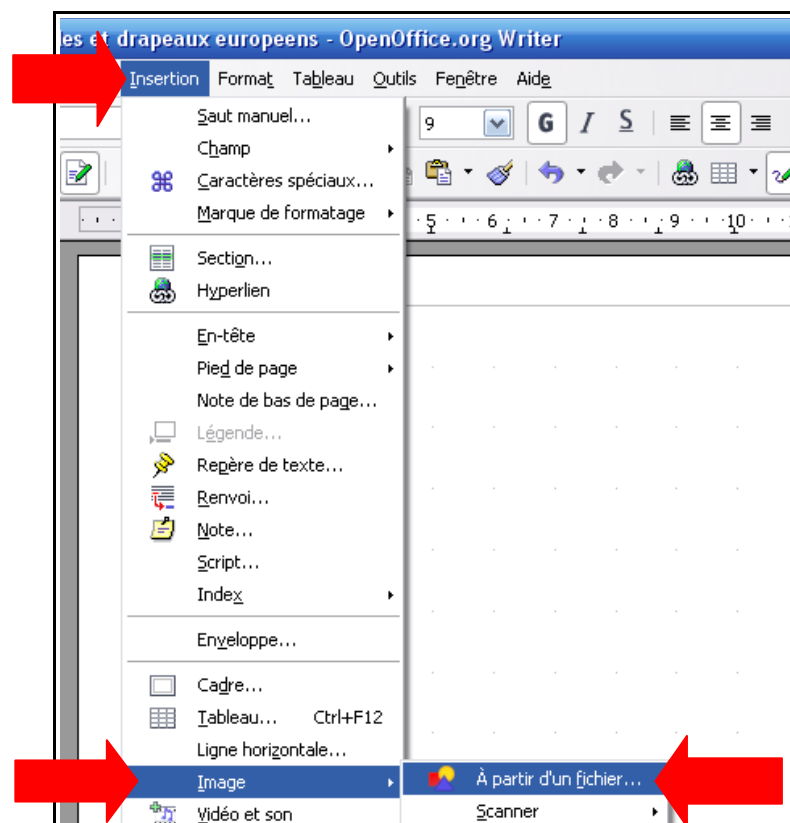 les et drapeaux europeens - OpenOffice.org Writer
Insertion Format Tableau Outils Fenêtre Aide
9 G I S
5 6 7 8 9 10
Saut manuel...
Champ
Caractères spéciaux...
Marque de formatage
Section...
Hyperlien
En-tête
Pied de page
Note de bas de page...
Légende...
Repère de texte...
Renvoi...
Note...
Script...
Index
Enveloppe...
Cadre...
Tableau... Ctrl+F12
Ligne horizontale...
Image
À partir d'un fichier...
Vidéo et son
Scanner